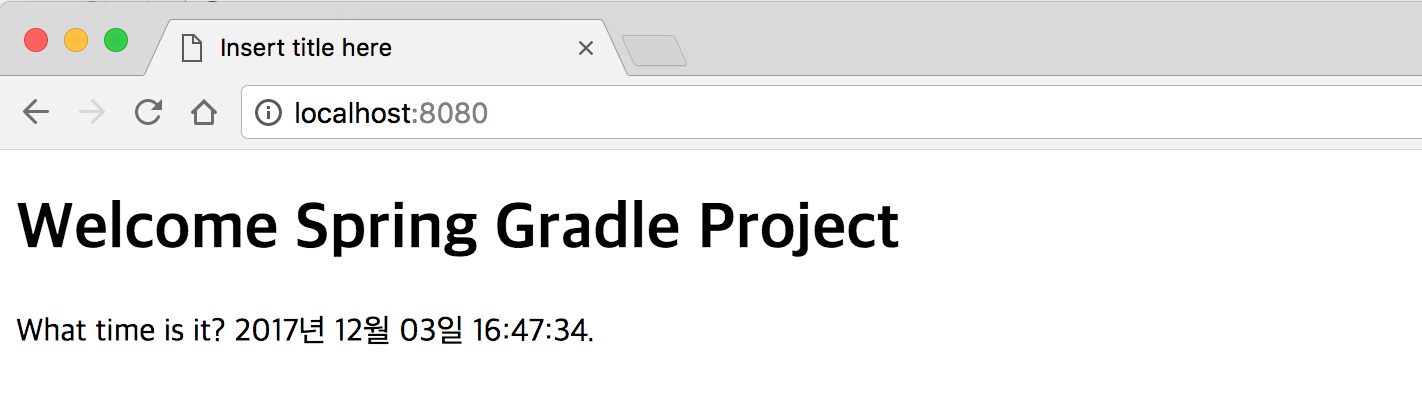 Insert title here
localhost:8080
Welcome Spring Gradle Project
What time is it? 2017년 12월 03일 16:47:34.